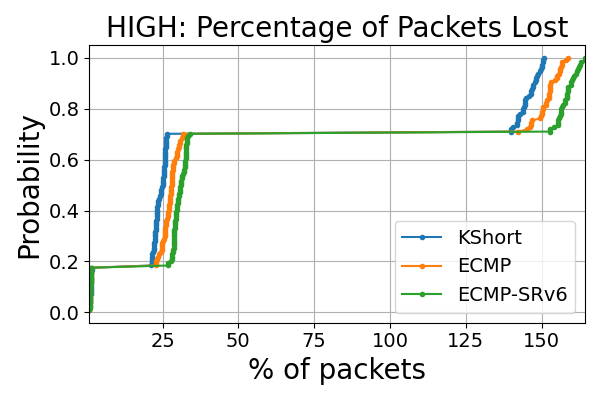 HIGH: Percentage of Packets Lost
Probability
1.0
0.8
0.6
0.4
0.2
0.0
KShort
ECMP
ECMP-SRv6
25 50 75 100 125 150
% of packets